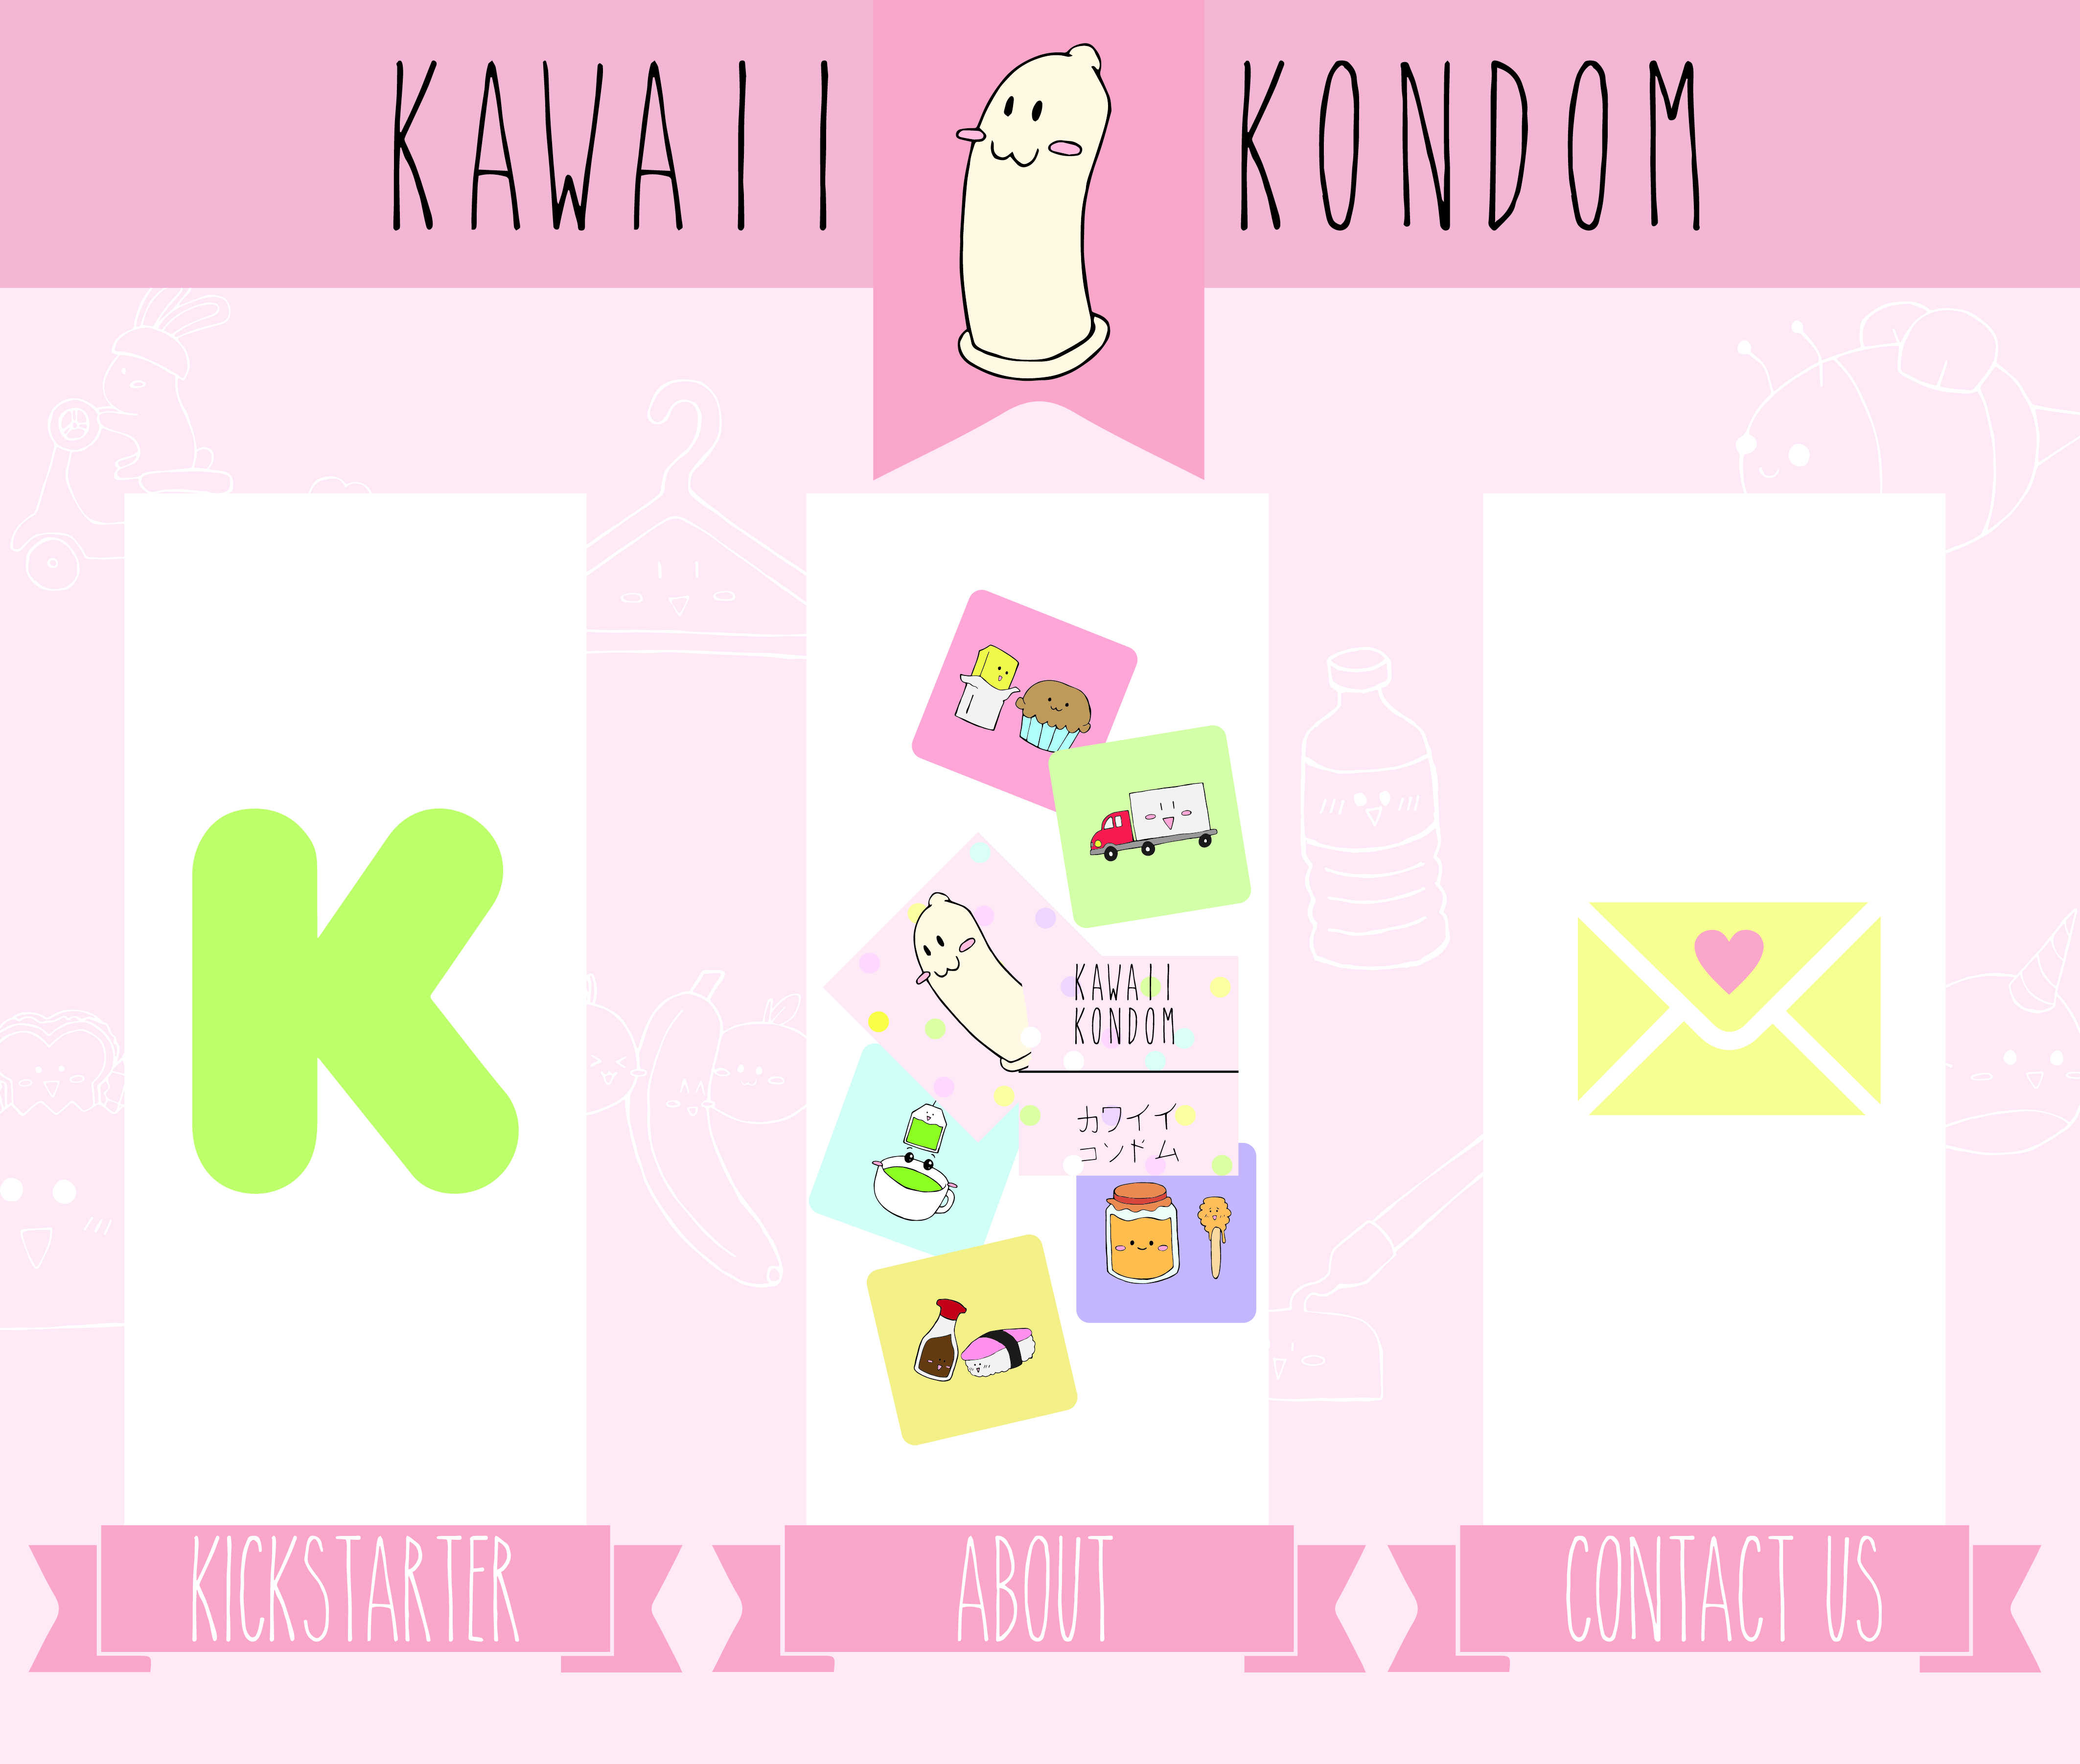 KAWAII KONDOM
K
KAWAII
KONDOM
カワイイ
コンドム
KICKSTARTER
ABOUT
CONTACT US